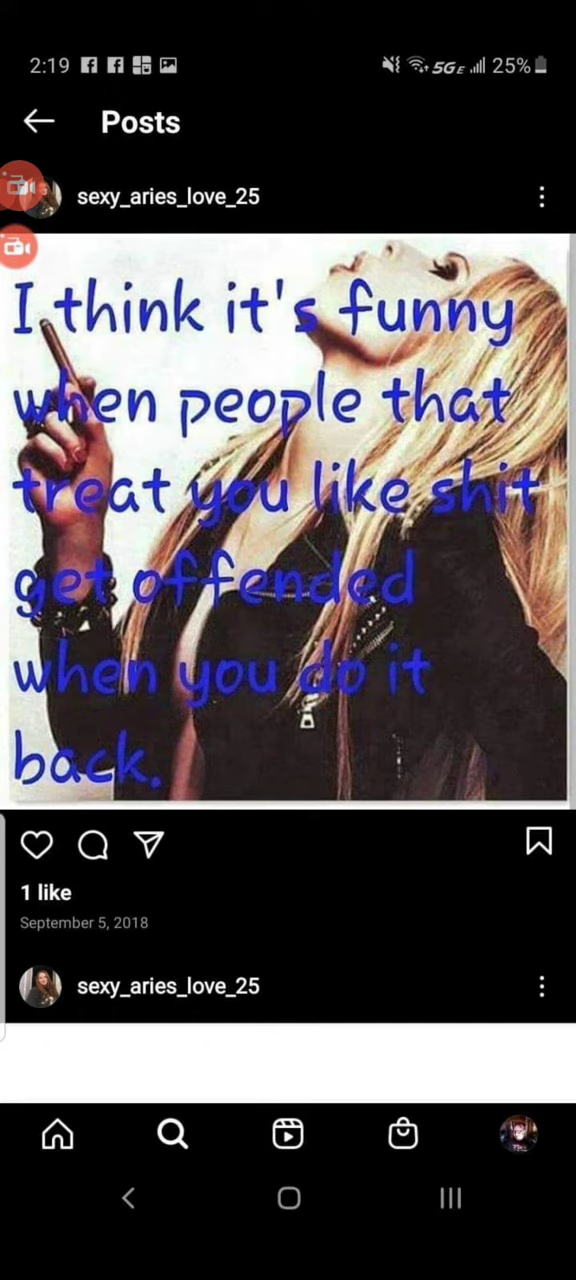 2:19 5GE 25%
Posts
sexy_aries_love_25
I think it's funny
when people that
treat you like shit
get offended
when you do it
back.
1 like
September 5, 2018
sexy_aries_love_25